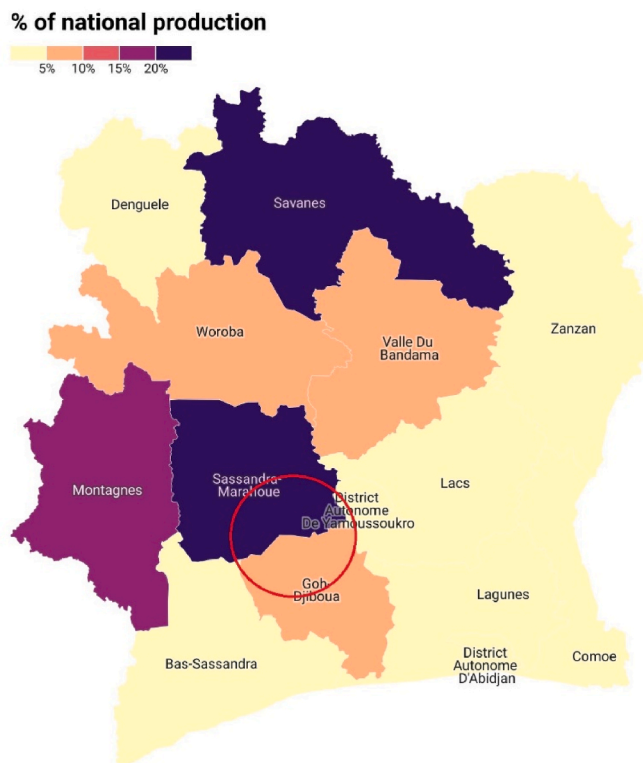 % of national production
5% 10% 15% 20%
Denguele
Savanes
Zanzan
Woroba
Valle Du
Bandama
Montagnes
Sassandra-
Marahoue
Lacs
District
Autonome
De Yamoussoukro
Goh
Djiboua
Lagunes
Bas-Sassandra
District
Autonome
D'Abidjan
Comoe